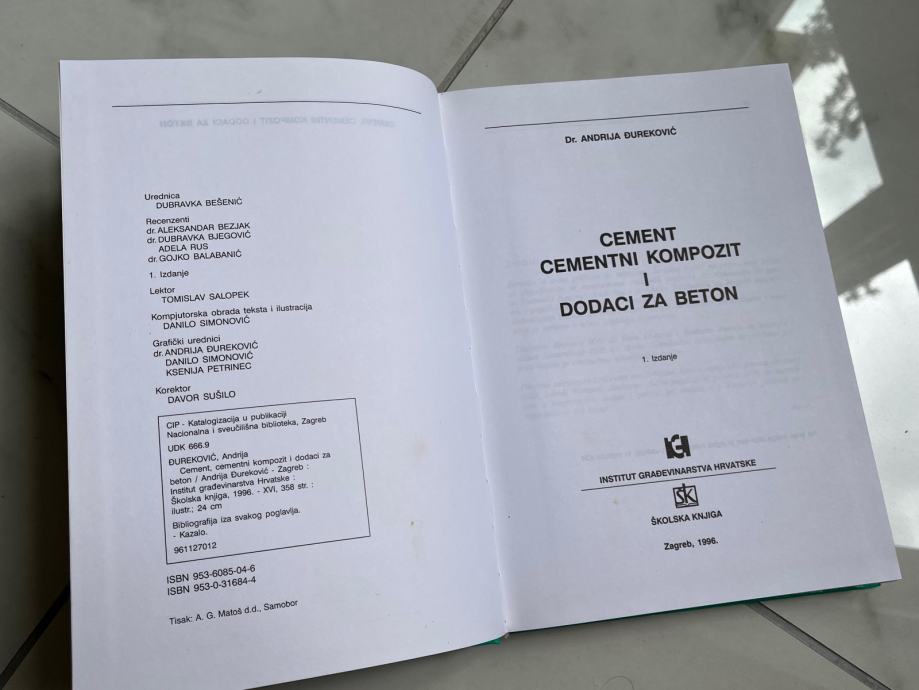 Urednica
DUBRAVKA BEŠENIĆ
Recenzenti
dr. ALEKSANDAR BEZJAK
dr. DUBRAVKA BJEGOVIĆ
ADELA RUS
dr. GOJKO BALABANIĆ
1. Izdanje
Lektor
TOMISLAV SALOPEK
Kompjutorska obrada teksta i ilustracija
DANILO SIMONOVIĆ
Grafički urednici
dr. ANDRIJA ĐUREKOVIĆ
DANILO SIMONOVIĆ
KSENIJA PETRINEC
Korektor
DAVOR SUŠILO
CIP - Katalogizacija u publikaciji
Nacionalna i sveučilišna biblioteka, Zagreb
UDK 666.9
ĐUREKOVIĆ, Andrija
Cement, cementni kompozit i dodaci za
beton / Andrija Đureković - Zagreb :
Institut građevinarstva Hrvatske :
Školska knjiga, 1996. - XVI, 358 str. :
ilustr.; 24 cm
Bibliografija iza svakog poglavlja.
- Kazalo.
961127012
ISBN 953-6085-04-6
ISBN 953-0-31684-4
Tisak: A. G. Matoš d.d., Samobor
Dr. ANDRIJA ĐUREKOVIĆ
CEMENT
CEMENTNI KOMPOZIT
I
DODACI ZA BETON
1. Izdanje
INSTITUT GRAĐEVINARSTVA HRVATSKE
ŠK
ŠKOLSKA KNJIGA
Zagreb, 1996.